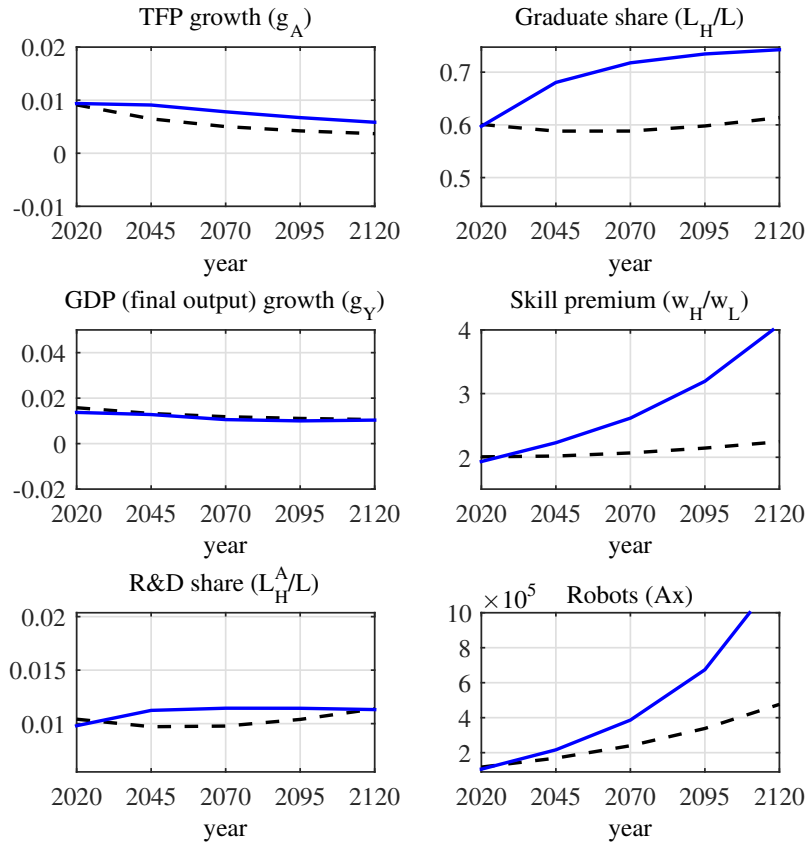 TFP growth (g_A)
0.02
0.01
0
-0.01
2020 2045 2070 2095 2120
year
Graduate share (L_H/L)
0.7
0.6
0.5
2020 2045 2070 2095 2120
year
GDP (final output) growth (g_Y)
0.04
0.02
0
-0.02
2020 2045 2070 2095 2120
year
Skill premium (w_H/w_L)
4
3
2
2020 2045 2070 2095 2120
year
R&D share (L_H^A/L)
0.02
0.015
0.01
2020 2045 2070 2095 2120
year
Robots (Ax)
×10^5
10
8
6
4
2
2020 2045 2070 2095 2120
year